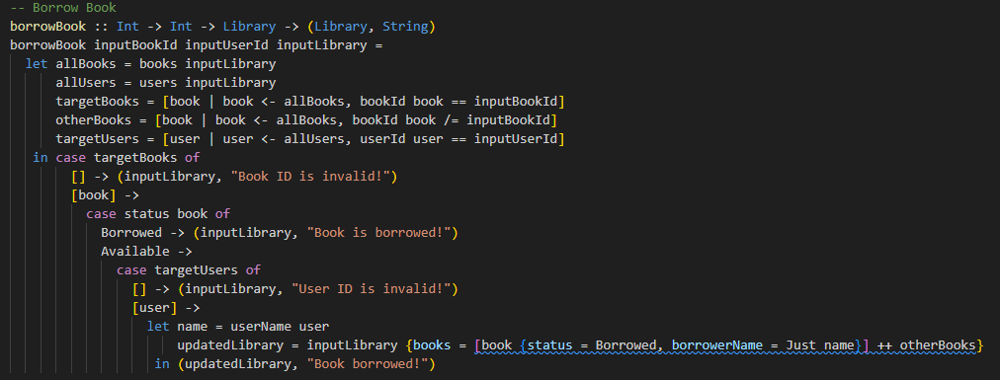 -- Borrow Book
borrowBook :: Int -> Int -> Library -> (Library, String)
borrowBook inputBookId inputUserId inputLibrary =
  let allBooks = books inputLibrary
      allUsers = users inputLibrary
      targetBooks = [book | book <- allBooks, bookId book == inputBookId]
      otherBooks = [book | book <- allBooks, bookId book /= inputBookId]
      targetUsers = [user | user <- allUsers, userId user == inputUserId]
   in case targetBooks of
        [] -> (inputLibrary, "Book ID is invalid!")
        [book] ->
          case status book of
            Borrowed -> (inputLibrary, "Book is borrowed!")
            Available ->
              case targetUsers of
                [] -> (inputLibrary, "User ID is invalid!")
                [user] ->
                  let name = userName user
                      updatedLibrary = inputLibrary {books = [book {status = Borrowed, borrowerName = Just name}] ++ otherBooks}
                   in (updatedLibrary, "Book borrowed!")